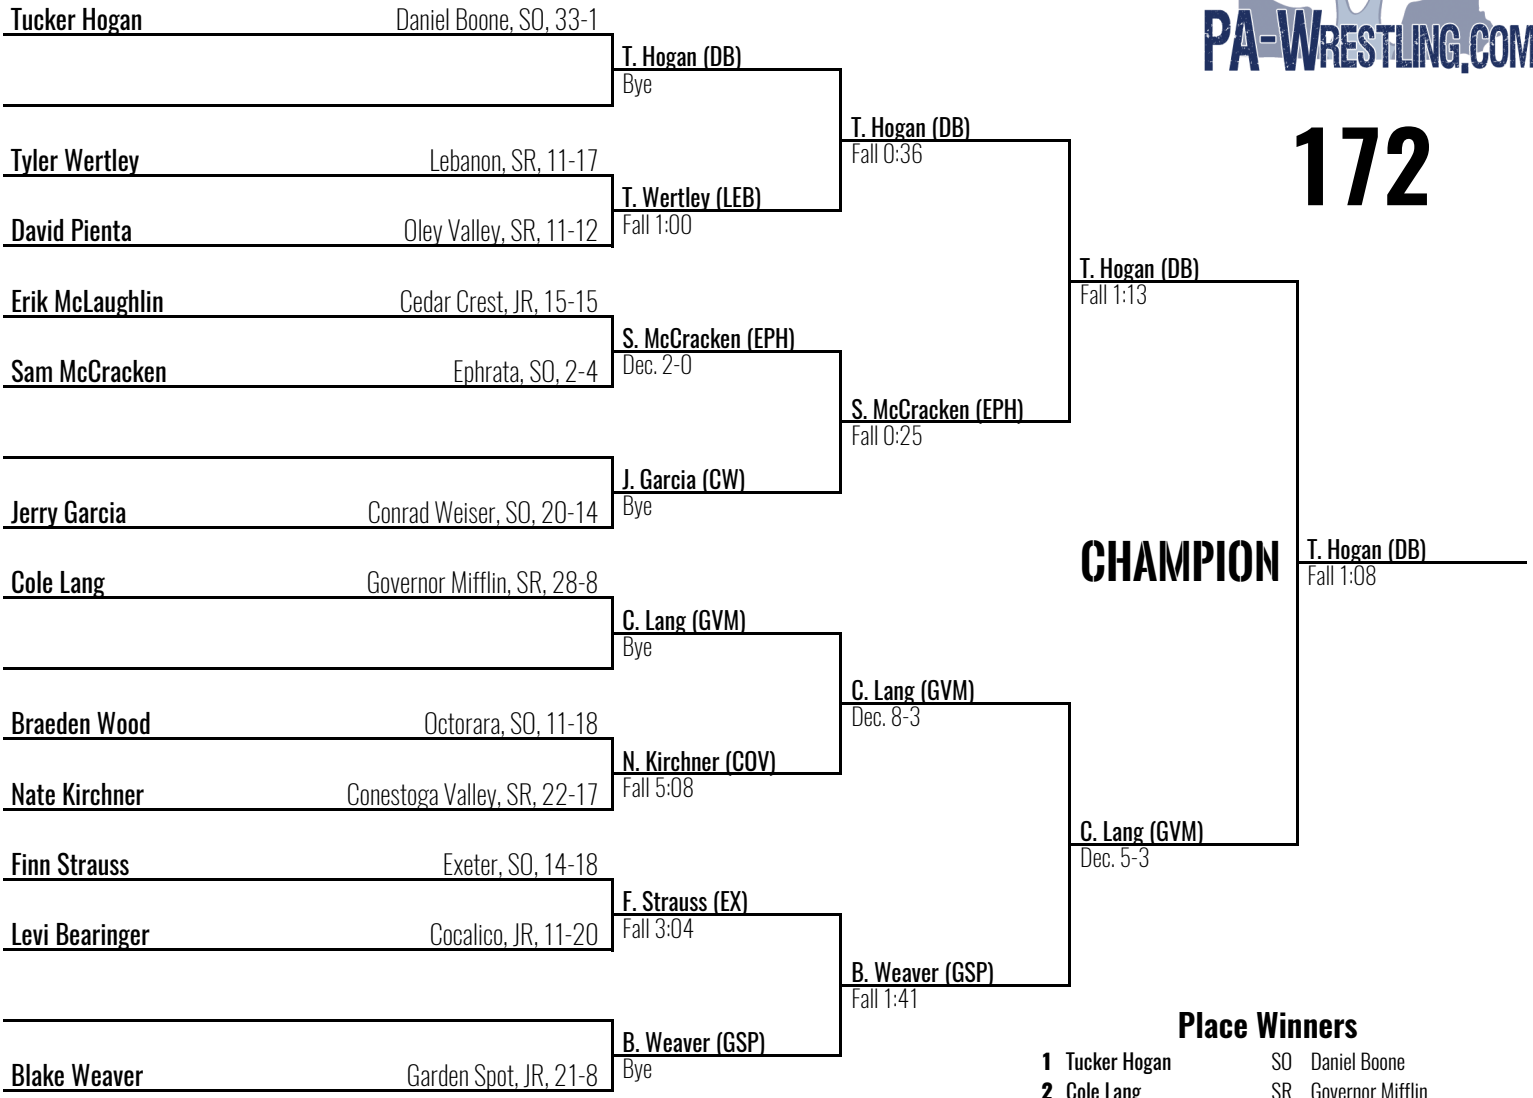 PA-WRESTLING.COM
172
Tucker Hogan Daniel Boone, SO, 33-1
T. Hogan (DB)
Bye
T. Hogan (DB)
Fall 0:36
Tyler Wertley Lebanon, SR, 11-17
T. Wertley (LEB)
Fall 1:00
David Pienta Oley Valley, SR, 11-12
T. Hogan (DB)
Fall 1:13
Erik McLaughlin Cedar Crest, JR, 15-15
S. McCracken (EPH)
Dec. 2-0
Sam McCracken Ephrata, SO, 2-4
S. McCracken (EPH)
Fall 0:25
J. Garcia (CW)
Bye
Jerry Garcia Conrad Weiser, SO, 20-14
CHAMPION
T. Hogan (DB)
Fall 1:08
Cole Lang Governor Mifflin, SR, 28-8
C. Lang (GVM)
Bye
C. Lang (GVM)
Dec. 8-3
Braeden Wood Octorara, SO, 11-18
N. Kirchner (COV)
Fall 5:08
Nate Kirchner Conestoga Valley, SR, 22-17
C. Lang (GVM)
Dec. 5-3
Finn Strauss Exeter, SO, 14-18
F. Strauss (EX)
Fall 3:04
Levi Bearinger Cocalico, JR, 11-20
B. Weaver (GSP)
Fall 1:41
B. Weaver (GSP)
Bye
Blake Weaver Garden Spot, JR, 21-8
Place Winners
1 Tucker Hogan SO Daniel Boone
2 Cole Lang SR Governor Mifflin